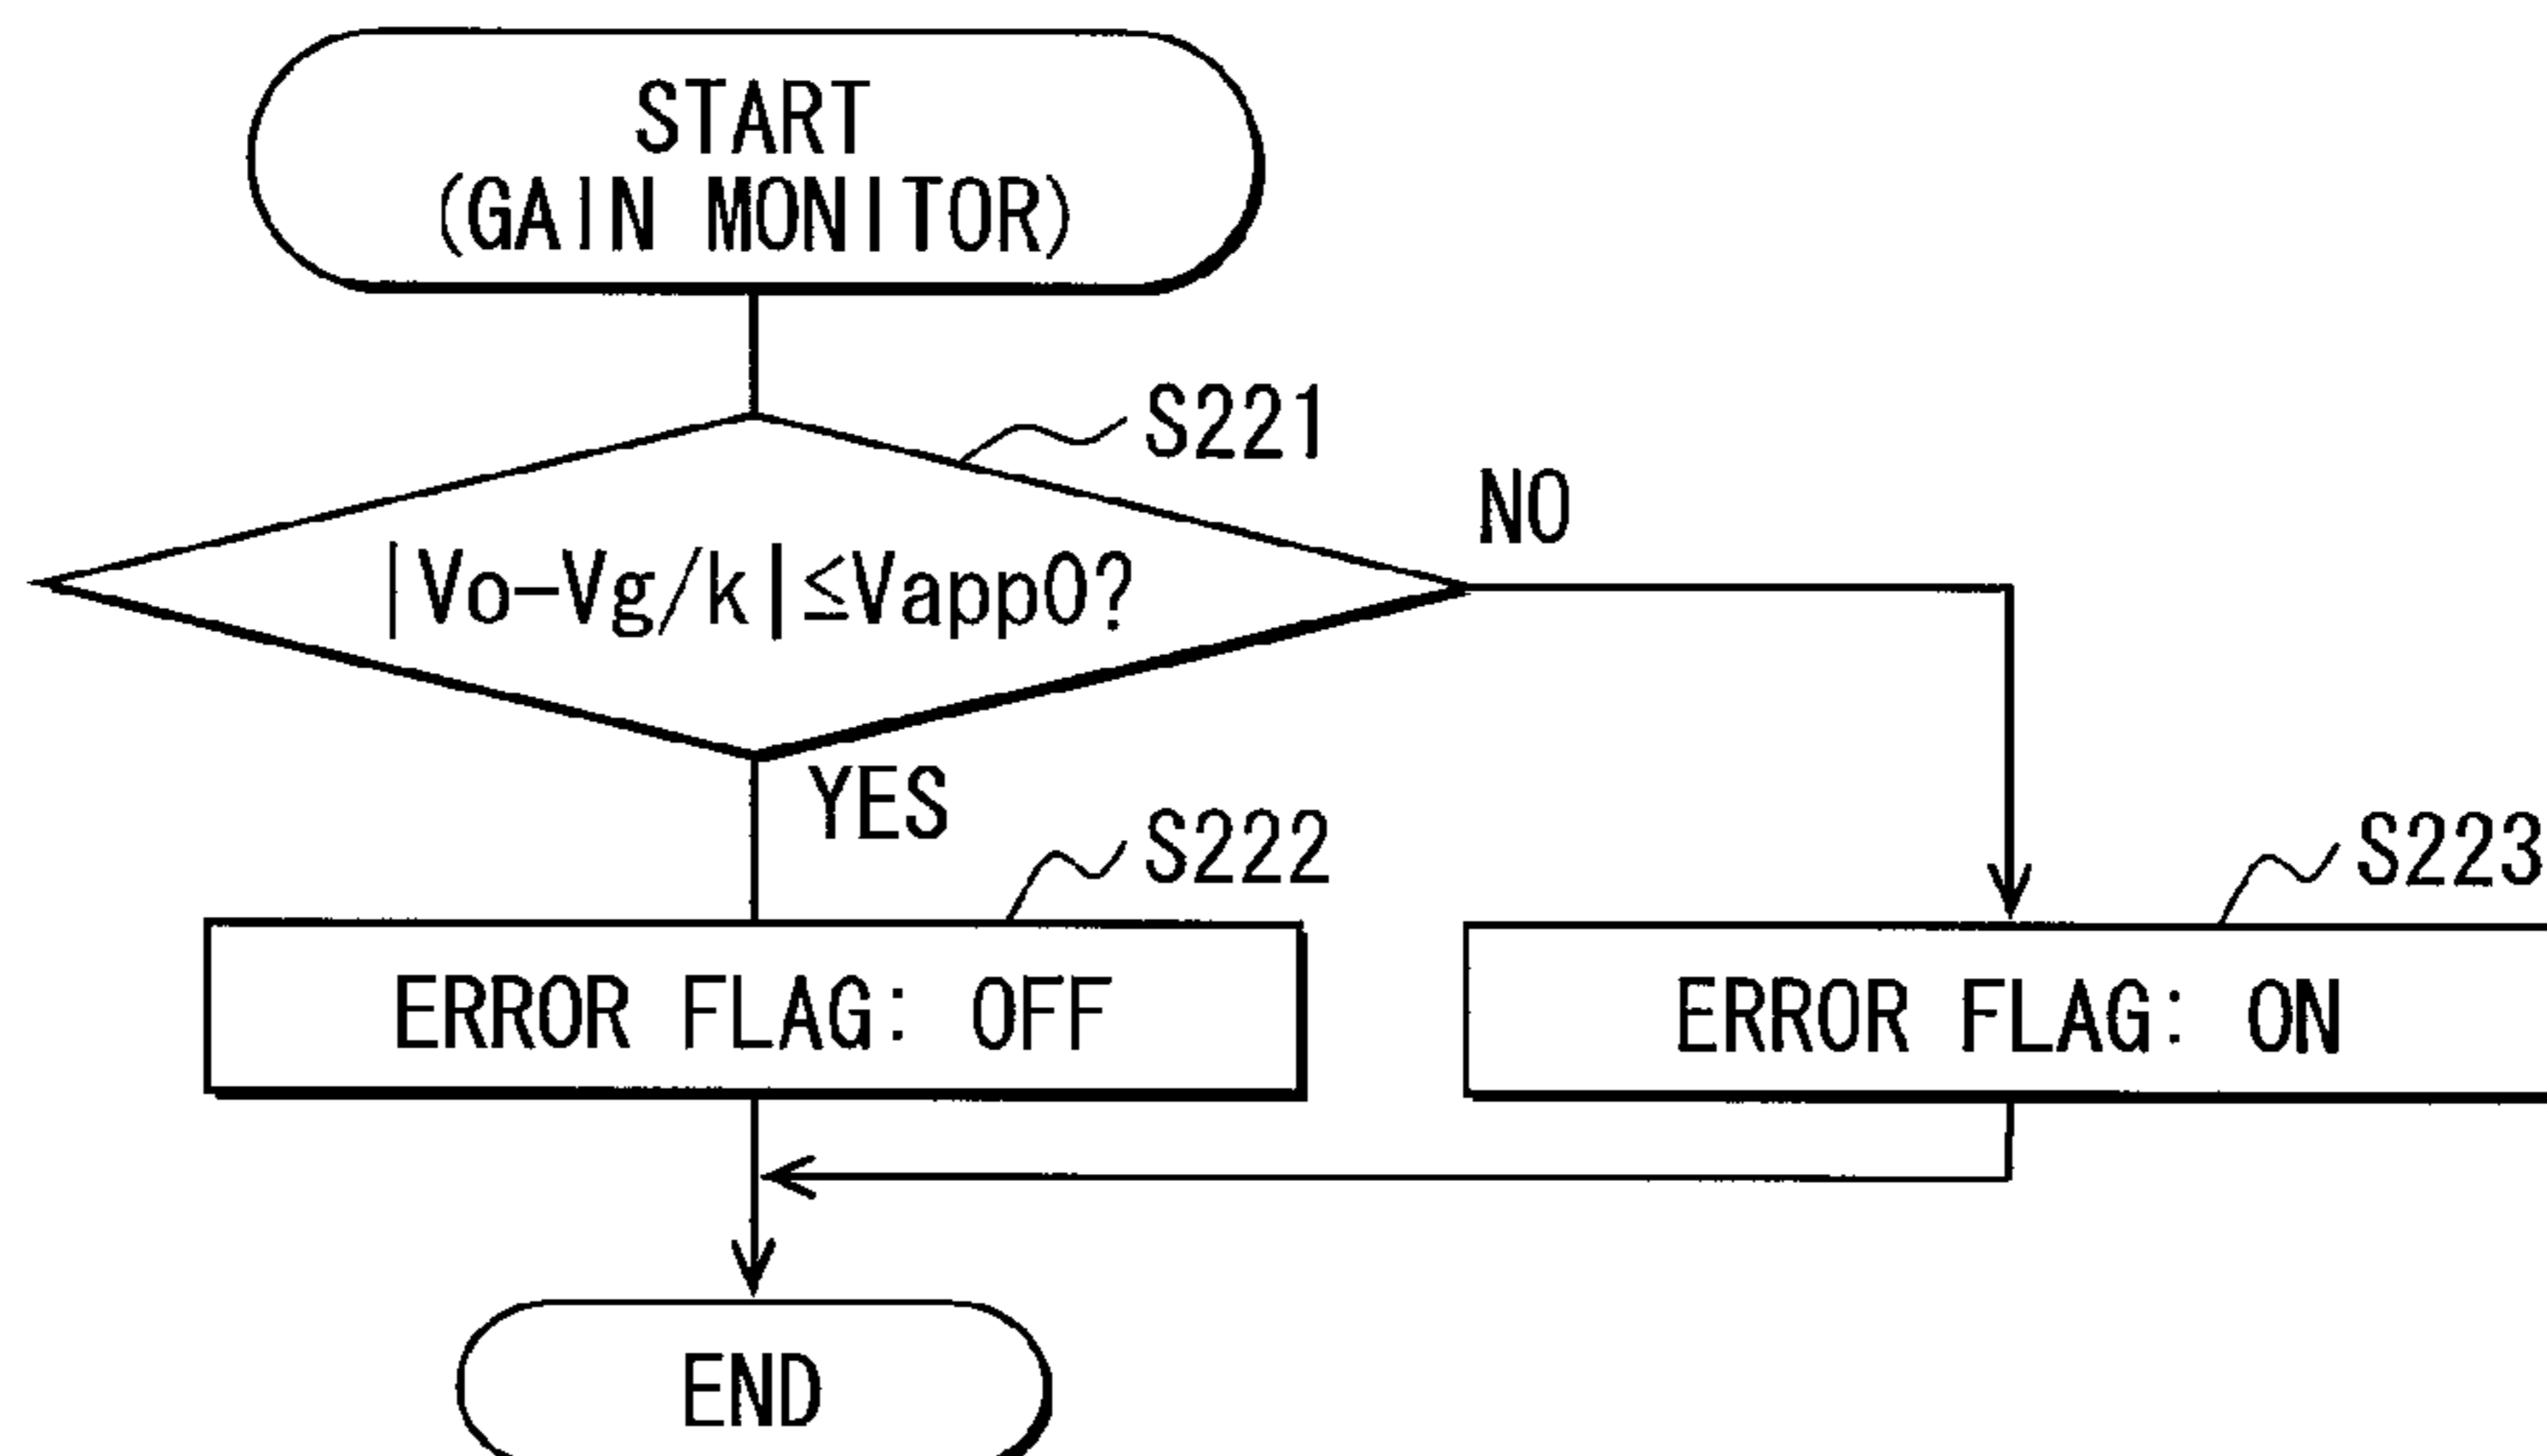 START
(GAIN MONITOR)
S221
NO
|Vo-Vg/k|≦Vapp0?
YES
S222
S223
ERROR FLAG: OFF
ERROR FLAG: ON
END